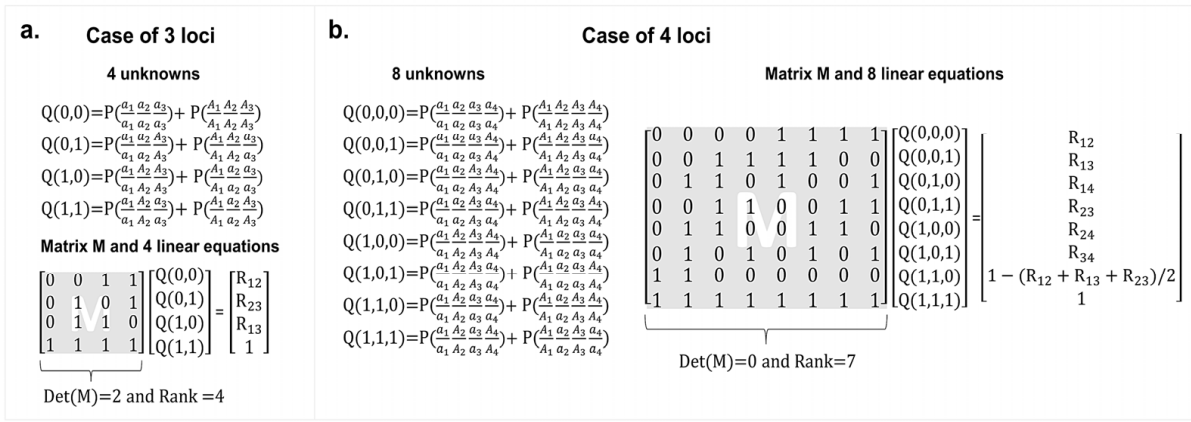 a. Case of 3 loci
4 unknowns
Q(0,0)=P(a₁ a₂ a₃/a₁ a₂ a₃)+ P(A₁ A₂ A₃/A₁ A₂ A₃)
Q(0,1)=P(a₁ a₂ A₃/a₁ a₂ A₃)+ P(A₁ A₂ a₃/A₁ A₂ a₃)
Q(1,0)=P(a₁ A₂ A₃/a₁ A₂ A₃)+ P(A₁ a₂ a₃/A₁ a₂ a₃)
Q(1,1)=P(a₁ A₂ a₃/a₁ A₂ a₃)+ P(A₁ a₂ A₃/A₁ a₂ A₃)
Matrix M and 4 linear equations
0 0 1 1 Q(0,0) R₁₂
0 1 0 1 Q(0,1) R₂₃
0 1 1 0 Q(1,0) = R₁₃
1 1 1 1 Q(1,1) 1
M
Det(M)=2 and Rank =4
b. Case of 4 loci
8 unknowns
Q(0,0,0)=P(a₁ a₂ a₃ a₄/a₁ a₂ a₃ a₄)+ P(A₁ A₂ A₃ A₄/A₁ A₂ A₃ A₄)
Q(0,0,1)=P(a₁ a₂ a₃ A₄/a₁ a₂ a₃ A₄)+ P(A₁ A₂ A₃ a₄/A₁ A₂ A₃ a₄)
Q(0,1,0)=P(a₁ a₂ A₃ A₄/a₁ a₂ A₃ A₄)+ P(A₁ A₂ a₃ a₄/A₁ A₂ a₃ a₄)
Q(0,1,1)=P(a₁ a₂ A₃ a₄/a₁ a₂ A₃ a₄)+ P(A₁ A₂ a₃ A₄/A₁ A₂ a₃ A₄)
Q(1,0,0)=P(a₁ A₂ A₃ A₄/a₁ A₂ A₃ A₄)+ P(A₁ a₂ a₃ a₄/A₁ a₂ a₃ a₄)
Q(1,0,1)=P(a₁ A₂ A₃ a₄/a₁ A₂ A₃ a₄)+ P(A₁ a₂ a₃ A₄/A₁ a₂ a₃ A₄)
Q(1,1,0)=P(a₁ A₂ a₃ a₄/a₁ A₂ a₃ a₄)+ P(A₁ a₂ A₃ A₄/A₁ a₂ A₃ A₄)
Q(1,1,1)=P(a₁ A₂ a₃ A₄/a₁ A₂ a₃ A₄)+ P(A₁ a₂ A₃ a₄/A₁ a₂ A₃ a₄)
Matrix M and 8 linear equations
0 0 0 0 1 1 1 1 Q(0,0,0) R₁₂
0 0 1 1 1 1 0 0 Q(0,0,1) R₁₃
0 1 1 0 1 0 0 1 Q(0,1,0) R₁₄
0 0 1 1 0 0 1 1 Q(0,1,1) R₂₃
0 1 1 0 0 1 1 0 Q(1,0,0) = R₂₄
0 1 0 1 0 1 0 1 Q(1,0,1) R₃₄
1 1 0 0 0 0 0 0 Q(1,1,0) 1 − (R₁₂ + R₁₃ + R₂₃)/2
1 1 1 1 1 1 1 1 Q(1,1,1) 1
M
Det(M)=0 and Rank=7